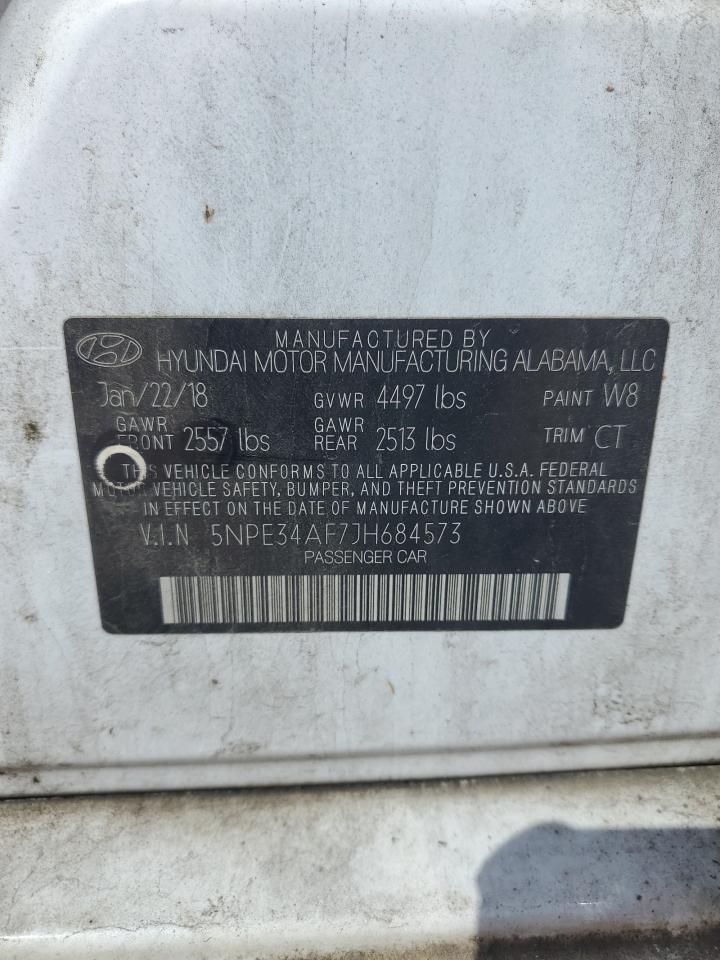 MANUFACTURED BY
HYUNDAI MOTOR MANUFACTURING ALABAMA, LLC
Jan/22/18 GVWR 4497 lbs PAINT W8
GAWR FRONT 2557 lbs GAWR REAR 2513 lbs TRIM CT
THIS VEHICLE CONFORMS TO ALL APPLICABLE U.S.A. FEDERAL
MOTOR VEHICLE SAFETY, BUMPER, AND THEFT PREVENTION STANDARDS
IN EFFECT ON THE DATE OF MANUFACTURE SHOWN ABOVE.
V.I.N 5NPE34AF7JH684573
PASSENGER CAR